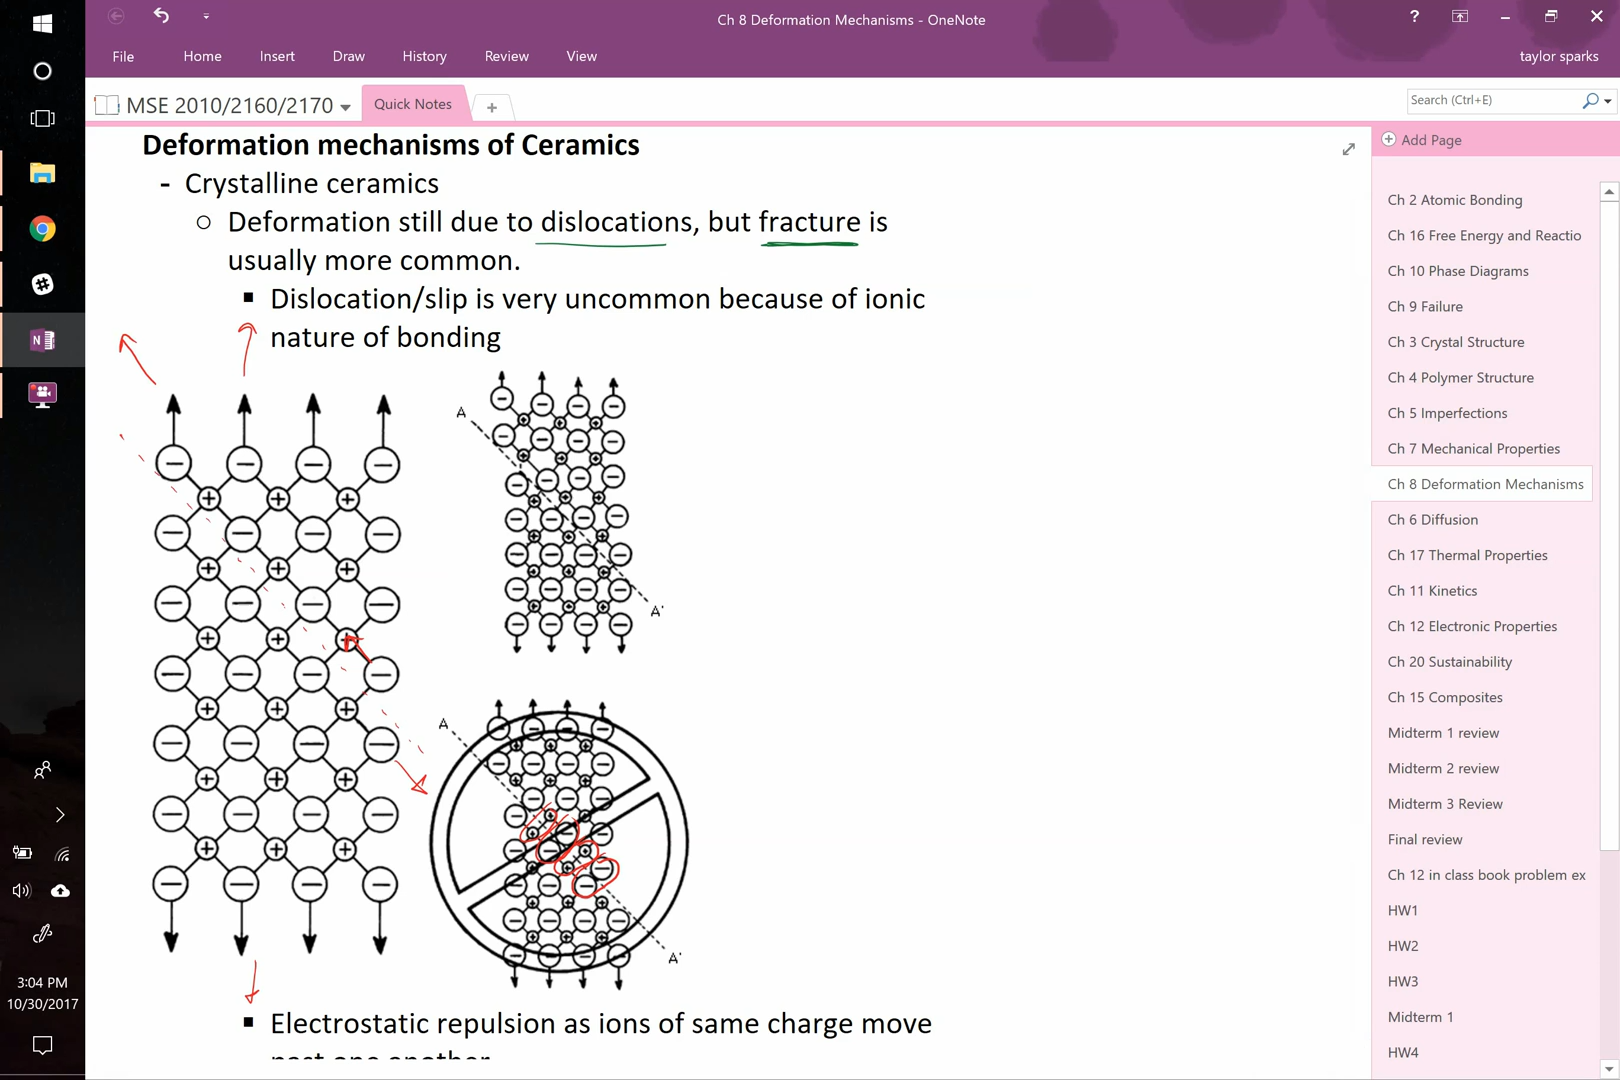 Ch 8 Deformation Mechanisms - OneNote
?
File Home Insert Draw History Review View
taylor sparks
MSE 2010/2160/2170
Quick Notes
+
Search (Ctrl+E)
Add Page
Deformation mechanisms of Ceramics
- Crystalline ceramics
o Deformation still due to dislocations, but fracture is
usually more common.
▪ Dislocation/slip is very uncommon because of ionic
nature of bonding
A
A'
A
A'
▪ Electrostatic repulsion as ions of same charge move
past one another
Ch 2 Atomic Bonding
Ch 16 Free Energy and Reactio
Ch 10 Phase Diagrams
Ch 9 Failure
Ch 3 Crystal Structure
Ch 4 Polymer Structure
Ch 5 Imperfections
Ch 7 Mechanical Properties
Ch 8 Deformation Mechanisms
Ch 6 Diffusion
Ch 17 Thermal Properties
Ch 11 Kinetics
Ch 12 Electronic Properties
Ch 20 Sustainability
Ch 15 Composites
Midterm 1 review
Midterm 2 review
Midterm 3 Review
Final review
Ch 12 in class book problem ex
HW1
HW2
HW3
Midterm 1
HW4
3:04 PM
10/30/2017